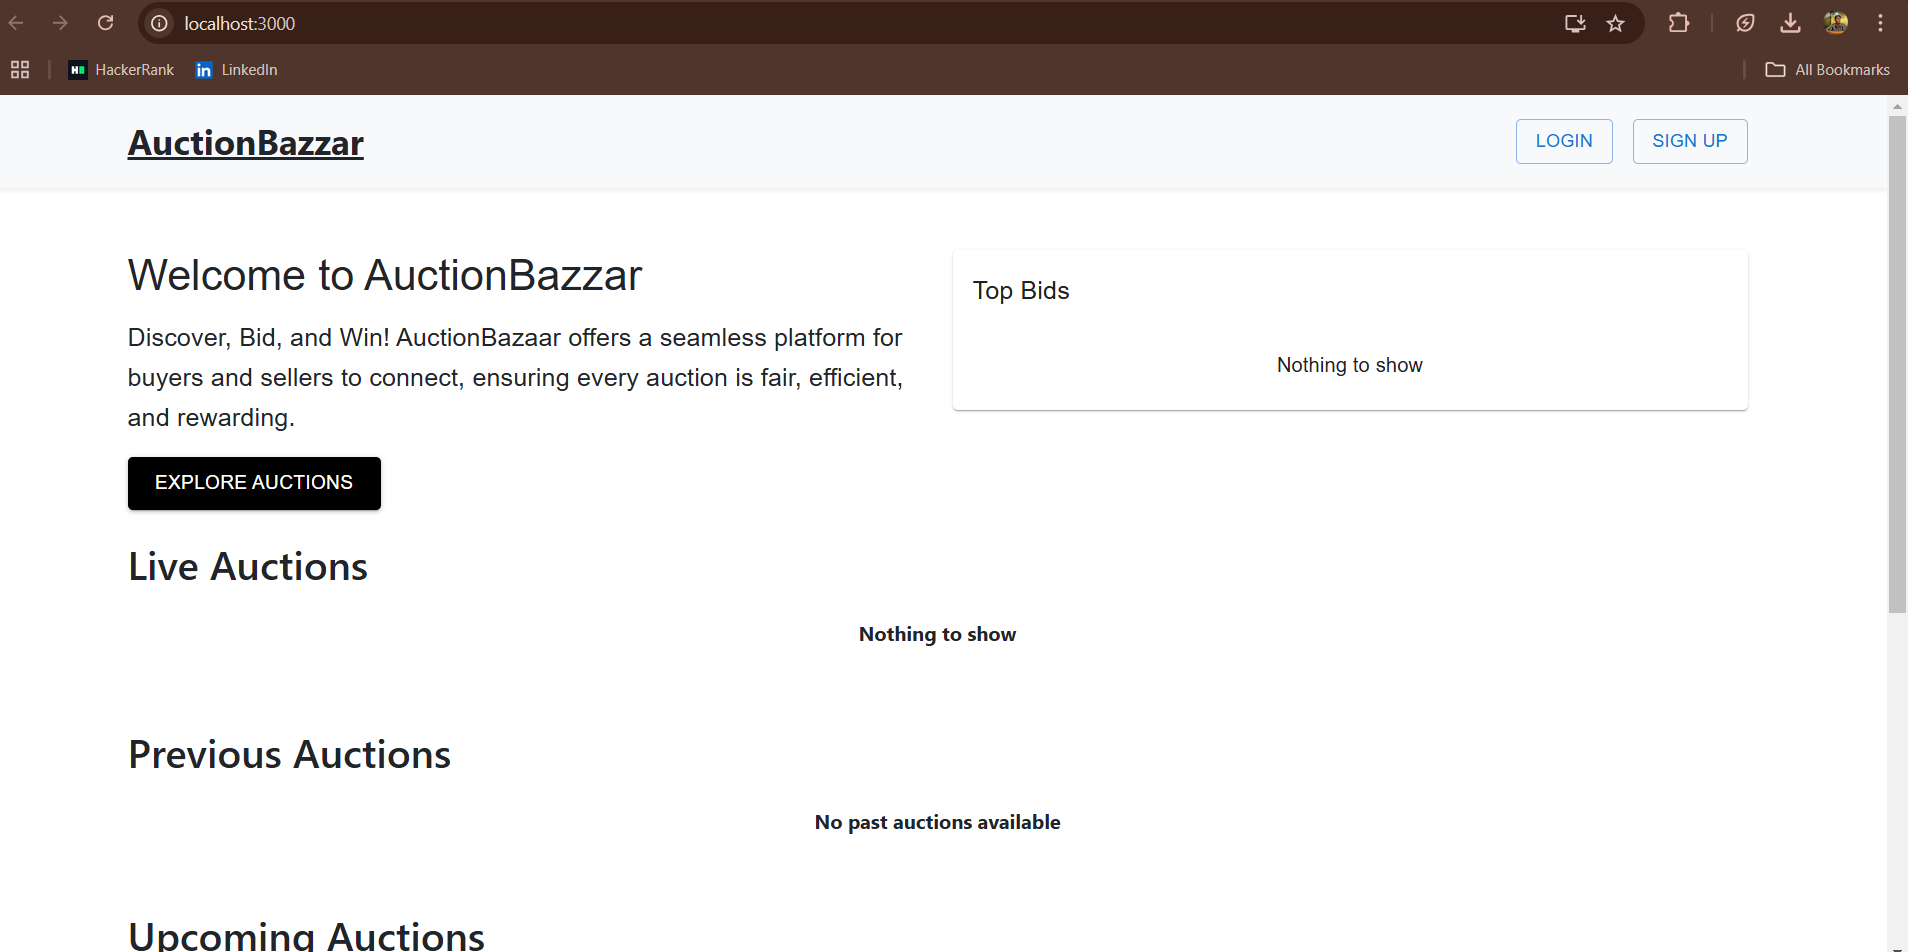 localhost:3000
HackerRank
LinkedIn
All Bookmarks
AuctionBazzar
LOGIN
SIGN UP
Welcome to AuctionBazzar
Discover, Bid, and Win! AuctionBazaar offers a seamless platform for
buyers and sellers to connect, ensuring every auction is fair, efficient,
and rewarding.
EXPLORE AUCTIONS
Top Bids
Nothing to show
Live Auctions
Nothing to show
Previous Auctions
No past auctions available
Upcoming Auctions